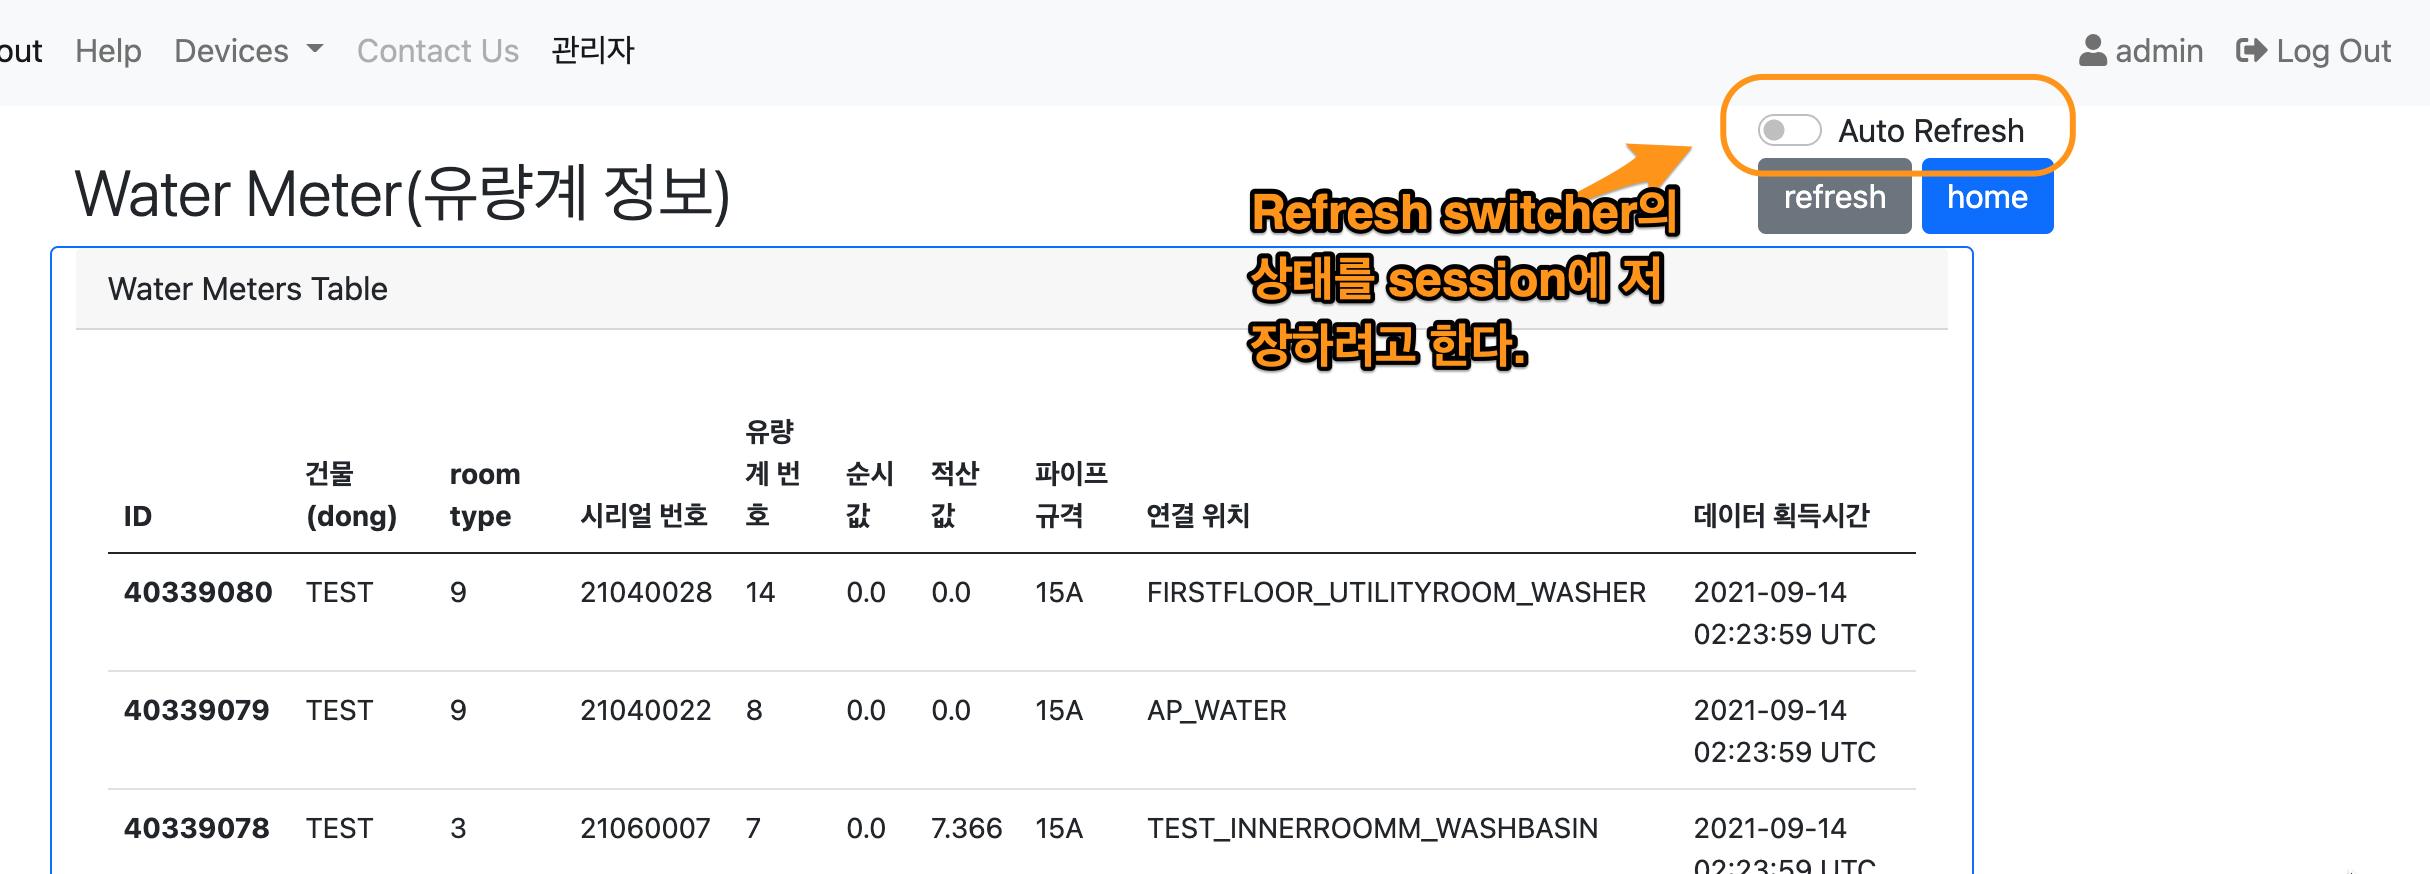 out Help Devices Contact Us 관리자 admin Log Out
Auto Refresh
Water Meter(유량계 정보)
refresh home
Refresh switcher의
상태를 session에 저
장하려고 한다.
Water Meters Table
ID 건물 (dong) room type 시리얼 번호 유량계 번호 순시값 적산값 파이프 규격 연결 위치 데이터 획득시간
40339080 TEST 9 21040028 14 0.0 0.0 15A FIRSTFLOOR_UTILITYROOM_WASHER 2021-09-14
02:23:59 UTC
40339079 TEST 9 21040022 8 0.0 0.0 15A AP_WATER 2021-09-14
02:23:59 UTC
40339078 TEST 3 21060007 7 0.0 7.366 15A TEST_INNERROOMM_WASHBASIN 2021-09-14
02:23:59 UTC